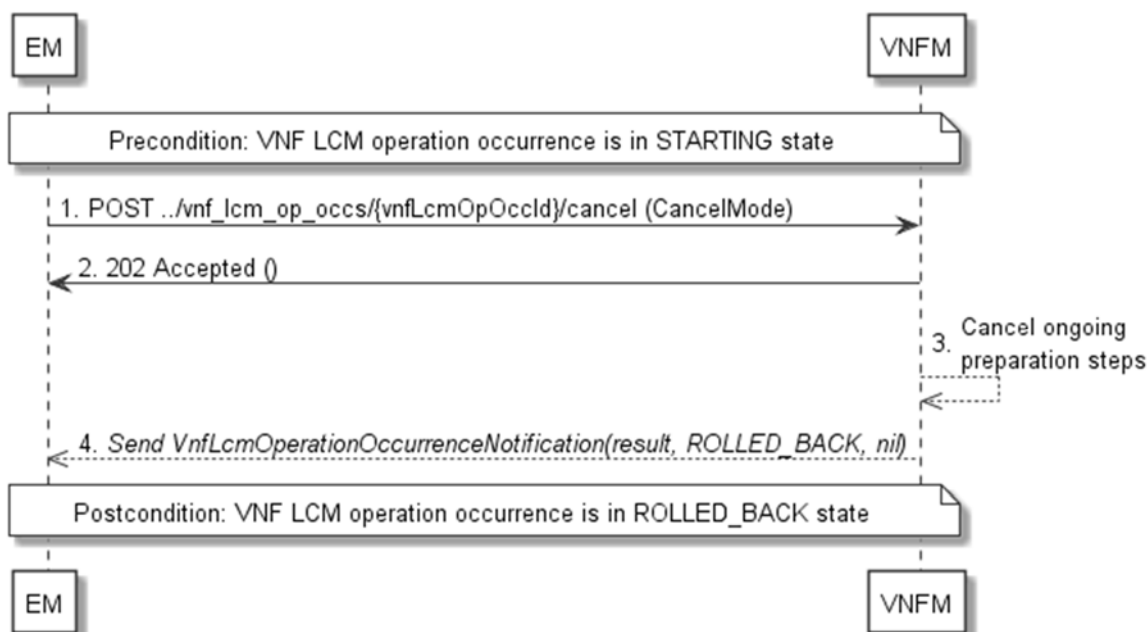 EM VNFM
Precondition: VNF LCM operation occurrence is in STARTING state
1. POST ../vnf_lcm_op_occs/{vnfLcmOpOccId}/cancel (CancelMode)
2. 202 Accepted ()
3. Cancel ongoing
preparation steps
4. Send VnfLcmOperationOccurrenceNotification(result, ROLLED_BACK, nil)
Postcondition: VNF LCM operation occurrence is in ROLLED_BACK state
EM VNFM